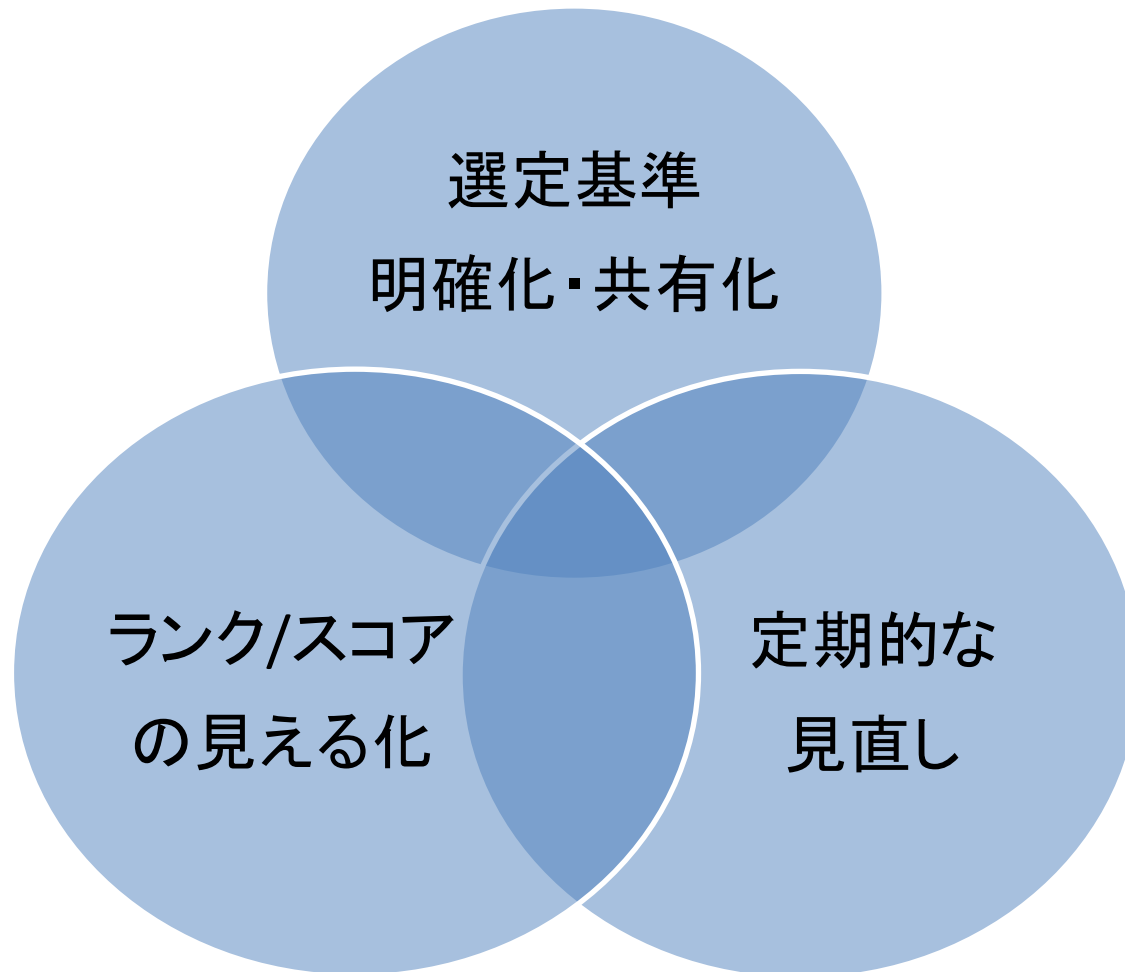 選定基準
明確化・共有化
ランク/スコア
の見える化
定期的な
見直し